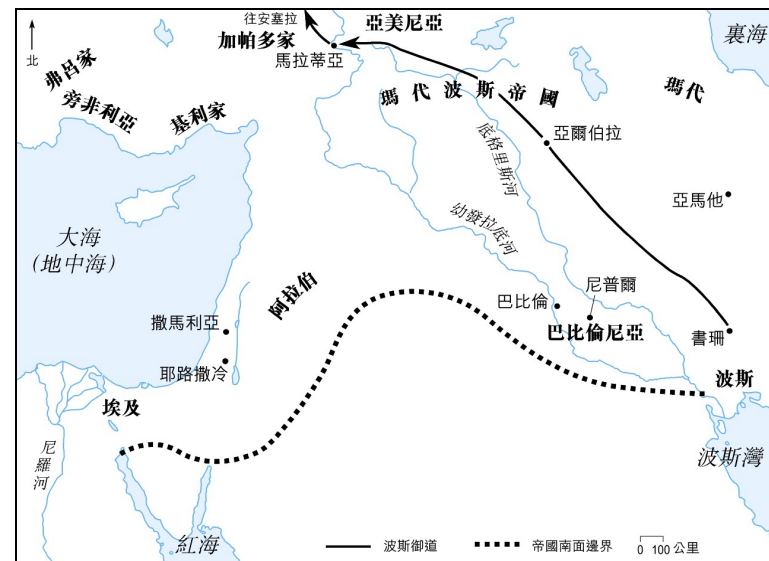 往安塞拉
北
加帕多家
亞美尼亞
裏海
馬拉蒂亞
弗呂家
旁非利亞
基利家
瑪代波斯帝國
瑪代
底格里斯河
亞爾伯拉
亞馬他
幼發拉底河
大海
(地中海)
阿拉伯
尼普爾
巴比倫
巴比倫尼亞
撒馬利亞
書珊
耶路撒冷
波斯
埃及
尼羅河
波斯灣
紅海
波斯御道
帝國南面邊界
0 100 公里